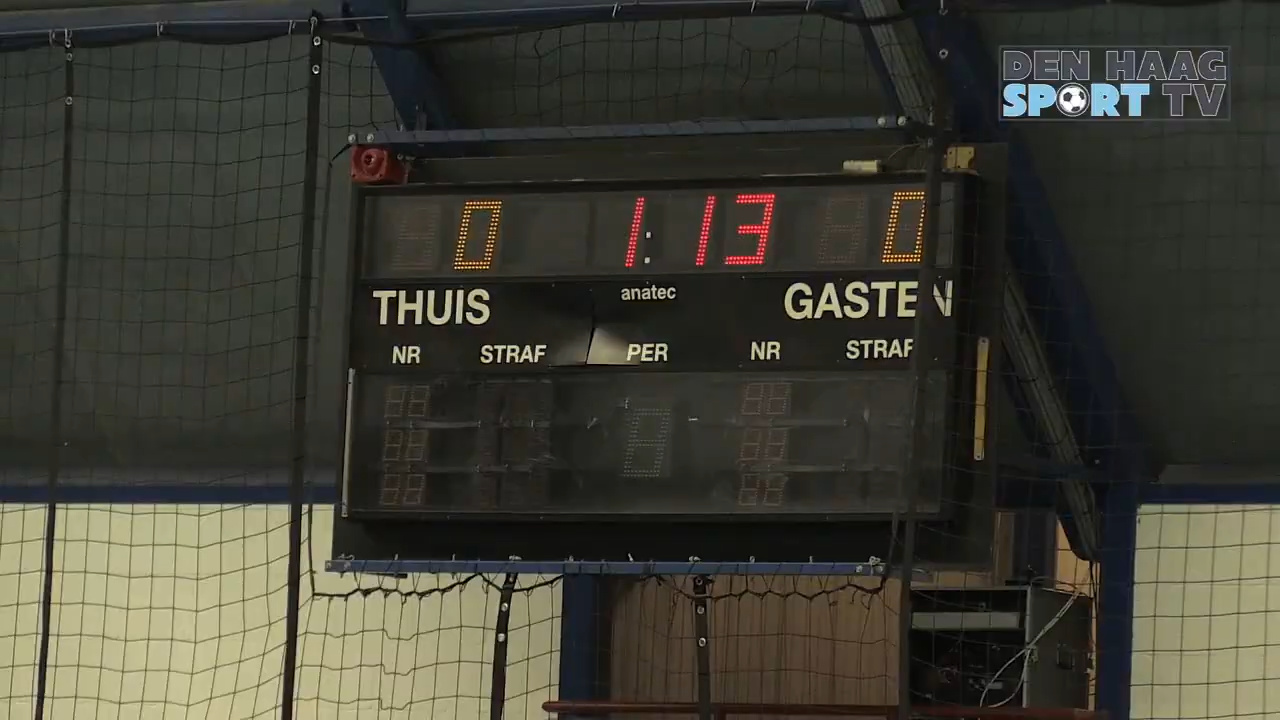 DEN HAAG
SPORT TV
0 1:13 0
THUIS anatec GASTEN
NR STRAF PER NR STRAF